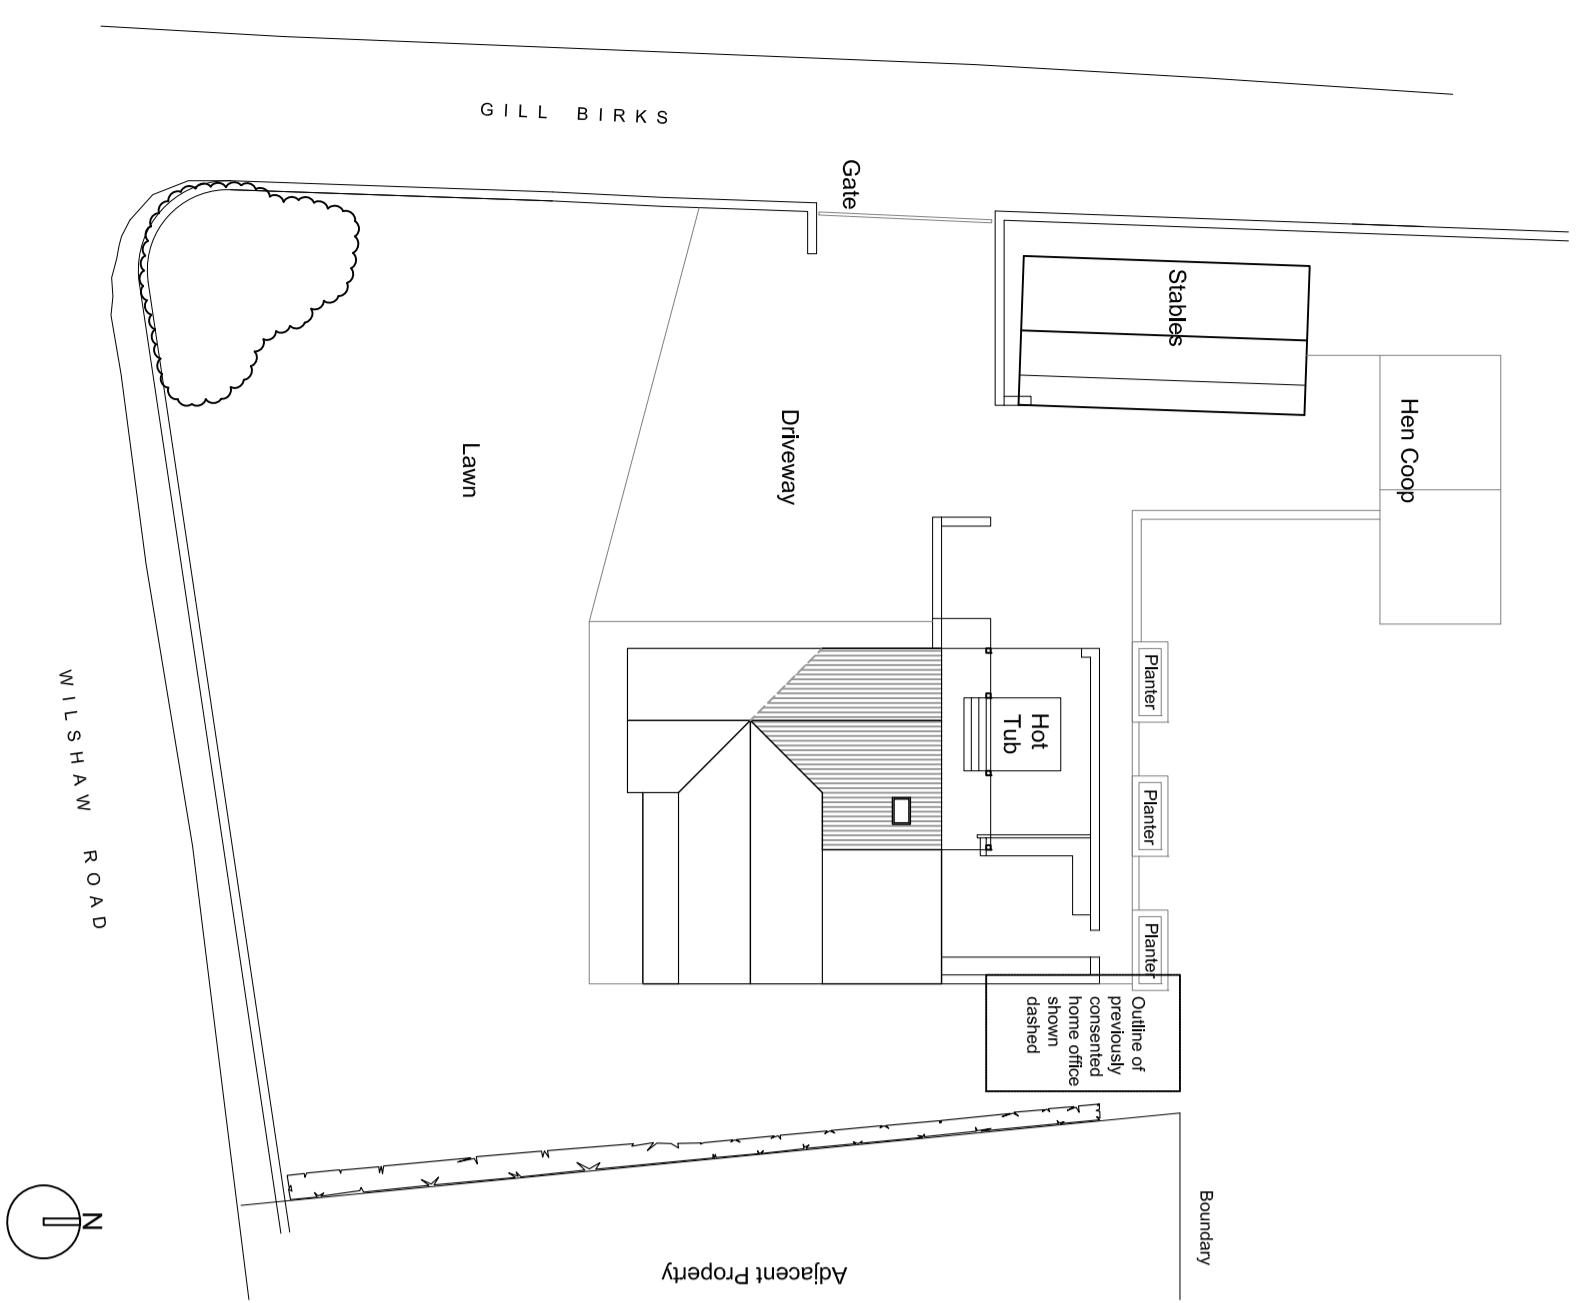 GILL BIRKS
Gate
Stables
Hen Coop
Driveway
Lawn
Hot
Tub
Planter
Planter
Planter
WILSHAW ROAD
Outline of
previously
consented
home office
shown
dashed
Boundary
Adjacent Property
N